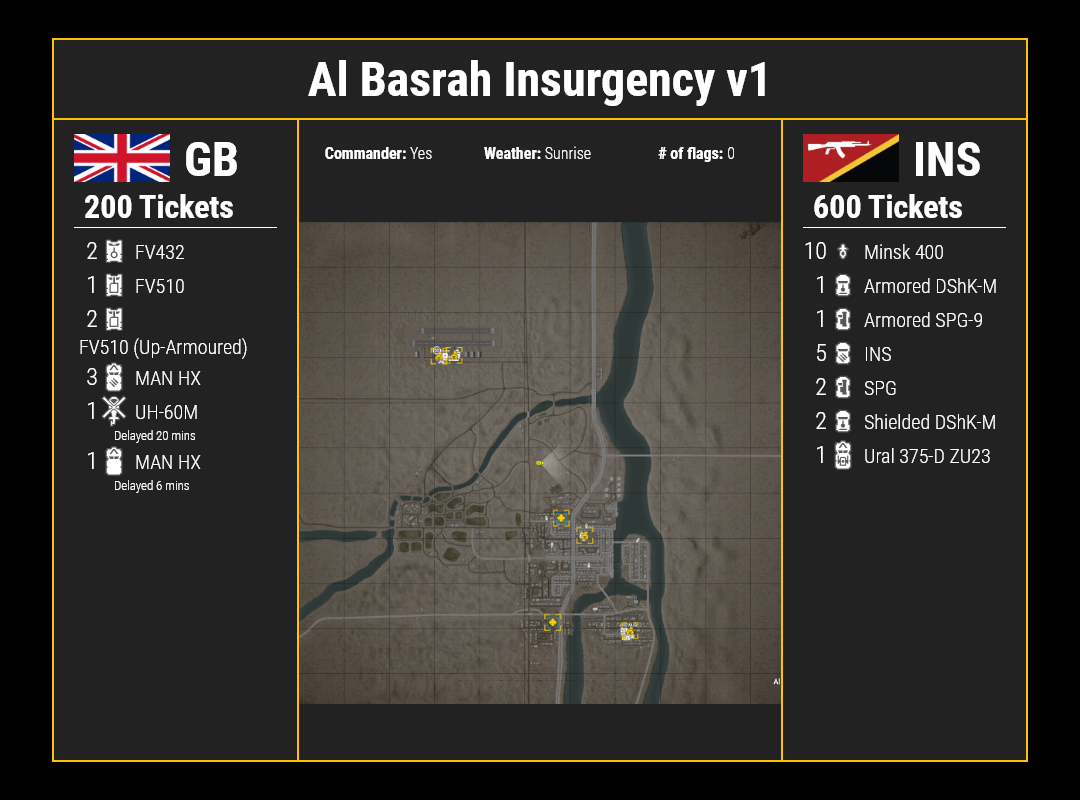 Al Basrah Insurgency v1
GB
200 Tickets
2 FV432
1 FV510
2
FV510 (Up-Armoured)
3 MAN HX
1 UH-60M
Delayed 20 mins
1 MAN HX
Delayed 6 mins
Commander: Yes Weather: Sunrise # of flags: 0
Al
INS
600 Tickets
10 Minsk 400
1 Armored DShK-M
1 Armored SPG-9
5 INS
2 SPG
2 Shielded DShK-M
1 Ural 375-D ZU23